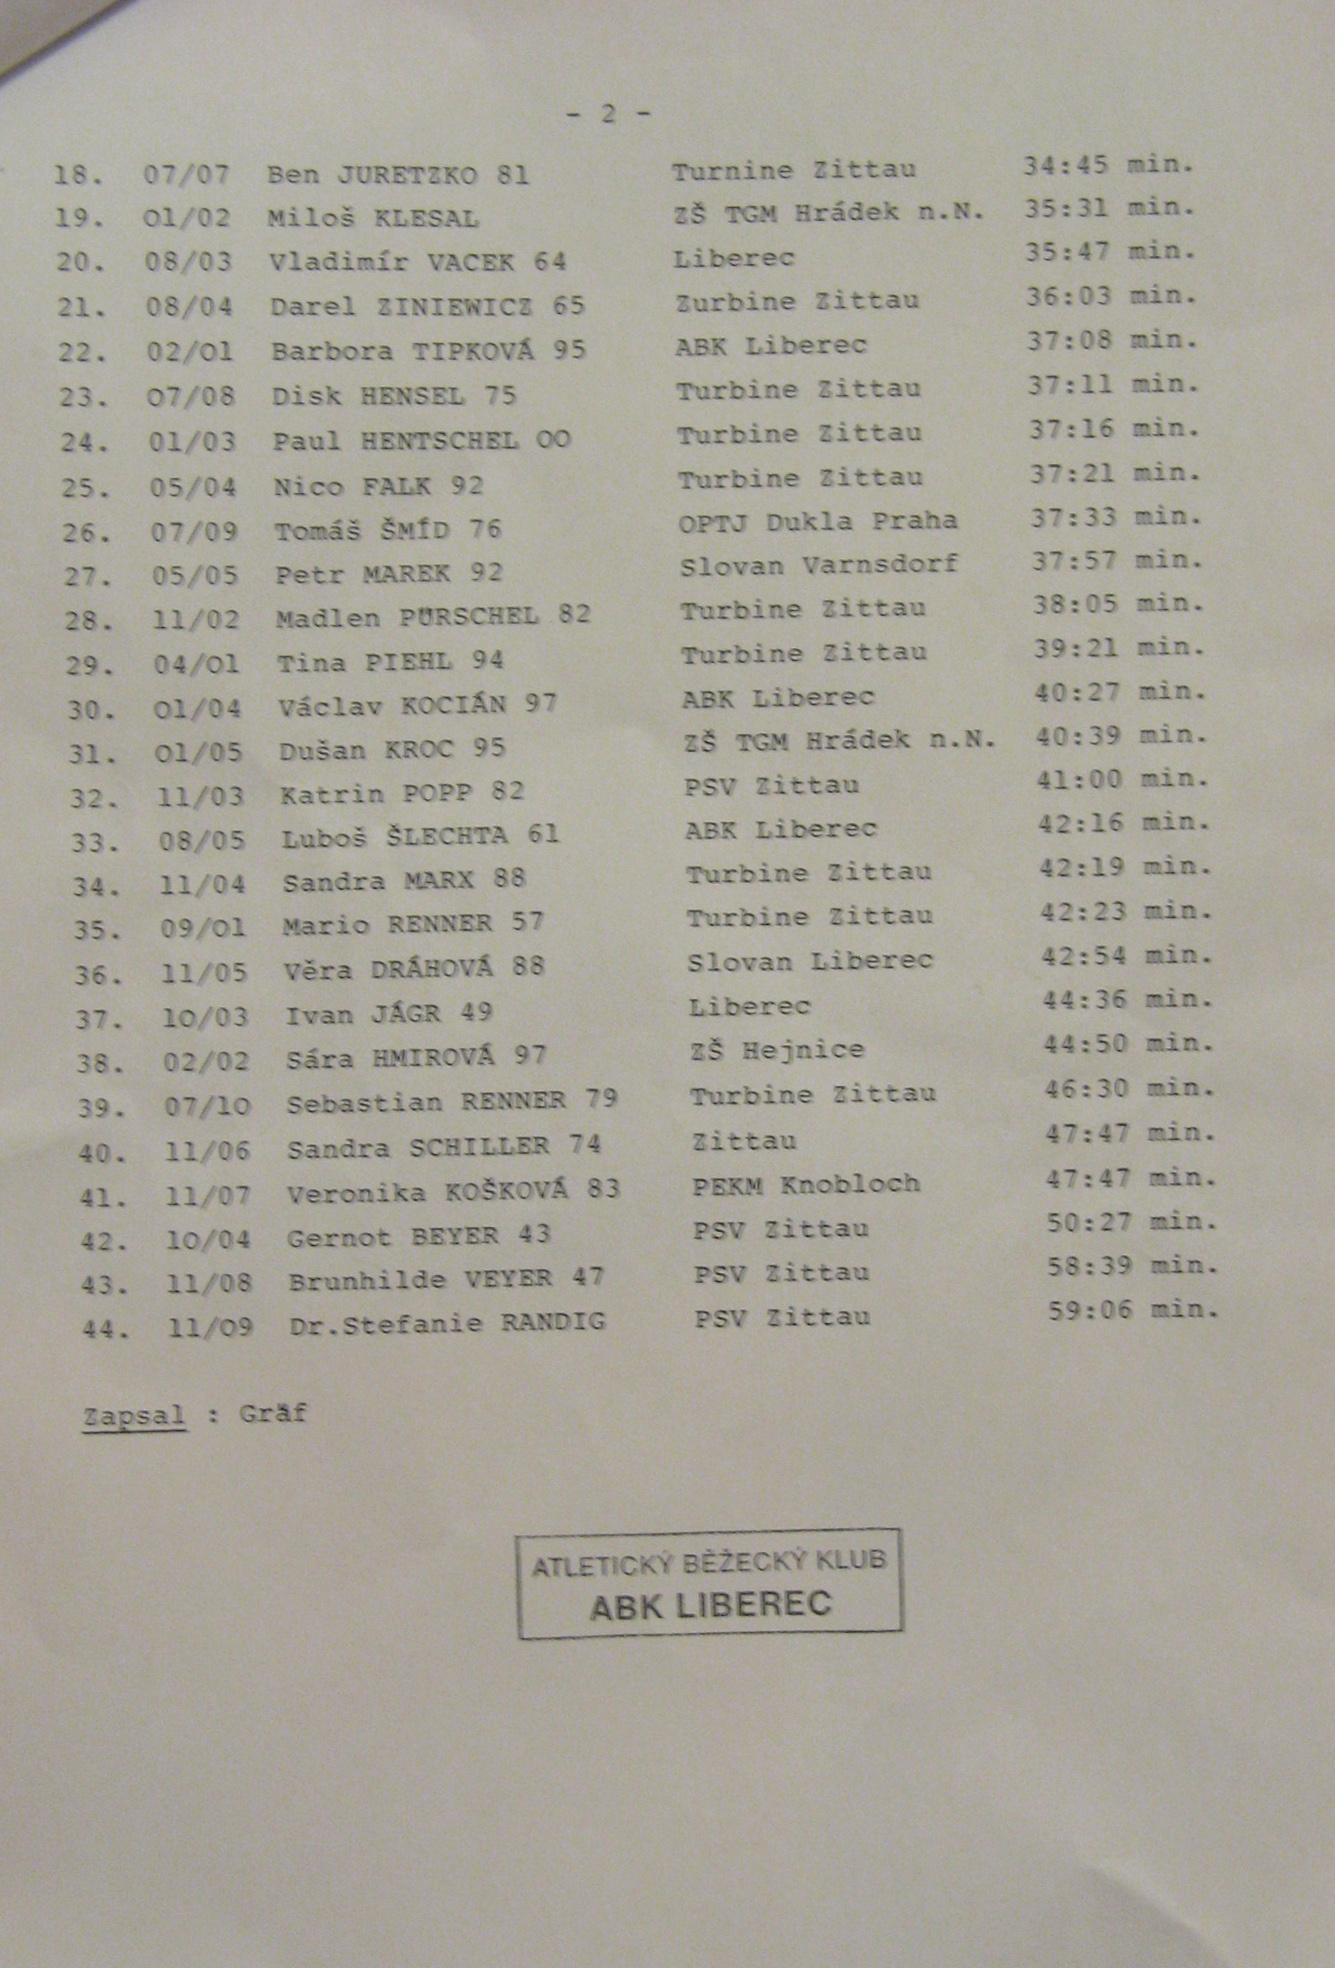 - 2 -
18. 07/07 Ben JURETZKO 81 Turnine Zittau 34:45 min.
19. 01/02 Miloš KLESAL ZŠ TGM Hrádek n.N. 35:31 min.
20. 08/03 Vladimír VACEK 64 Liberec 35:47 min.
21. 08/04 Darel ZINIEWICZ 65 Zurbine Zittau 36:03 min.
22. 02/01 Barbora TIPKOVÁ 95 ABK Liberec 37:08 min.
23. 07/08 Disk HENSEL 75 Turbine Zittau 37:11 min.
24. 01/03 Paul HENTSCHEL 00 Turbine Zittau 37:16 min.
25. 05/04 Nico FALK 92 Turbine Zittau 37:21 min.
26. 07/09 Tomáš ŠMÍD 76 OPTJ Dukla Praha 37:33 min.
27. 05/05 Petr MAREK 92 Slovan Varnsdorf 37:57 min.
28. 11/02 Madlen PÜRSCHEL 82 Turbine Zittau 38:05 min.
29. 04/01 Tina PIEHL 94 Turbine Zittau 39:21 min.
30. 01/04 Václav KOCIÁN 97 ABK Liberec 40:27 min.
31. 01/05 Dušan KROC 95 ZŠ TGM Hrádek n.N. 40:39 min.
32. 11/03 Katrin POPP 82 PSV Zittau 41:00 min.
33. 08/05 Luboš ŠLECHTA 61 ABK Liberec 42:16 min.
34. 11/04 Sandra MARX 88 Turbine Zittau 42:19 min.
35. 09/01 Mario RENNER 57 Turbine Zittau 42:23 min.
36. 11/05 Věra DRÁHOVÁ 88 Slovan Liberec 42:54 min.
37. 10/03 Ivan JÁGR 49 Liberec 44:36 min.
38. 02/02 Sára HMIROVÁ 97 ZŠ Hejnice 44:50 min.
39. 07/10 Sebastian RENNER 79 Turbine Zittau 46:30 min.
40. 11/06 Sandra SCHILLER 74 Zittau 47:47 min.
41. 11/07 Veronika KOŠKOVÁ 83 PEKM Knobloch 47:47 min.
42. 10/04 Gernot BEYER 43 PSV Zittau 50:27 min.
43. 11/08 Brunhilde VEYER 47 PSV Zittau 58:39 min.
44. 11/09 Dr.Stefanie RANDIG PSV Zittau 59:06 min.
Zapsal : Gräf
ATLETICKÝ BĚŽECKÝ KLUB
ABK LIBEREC